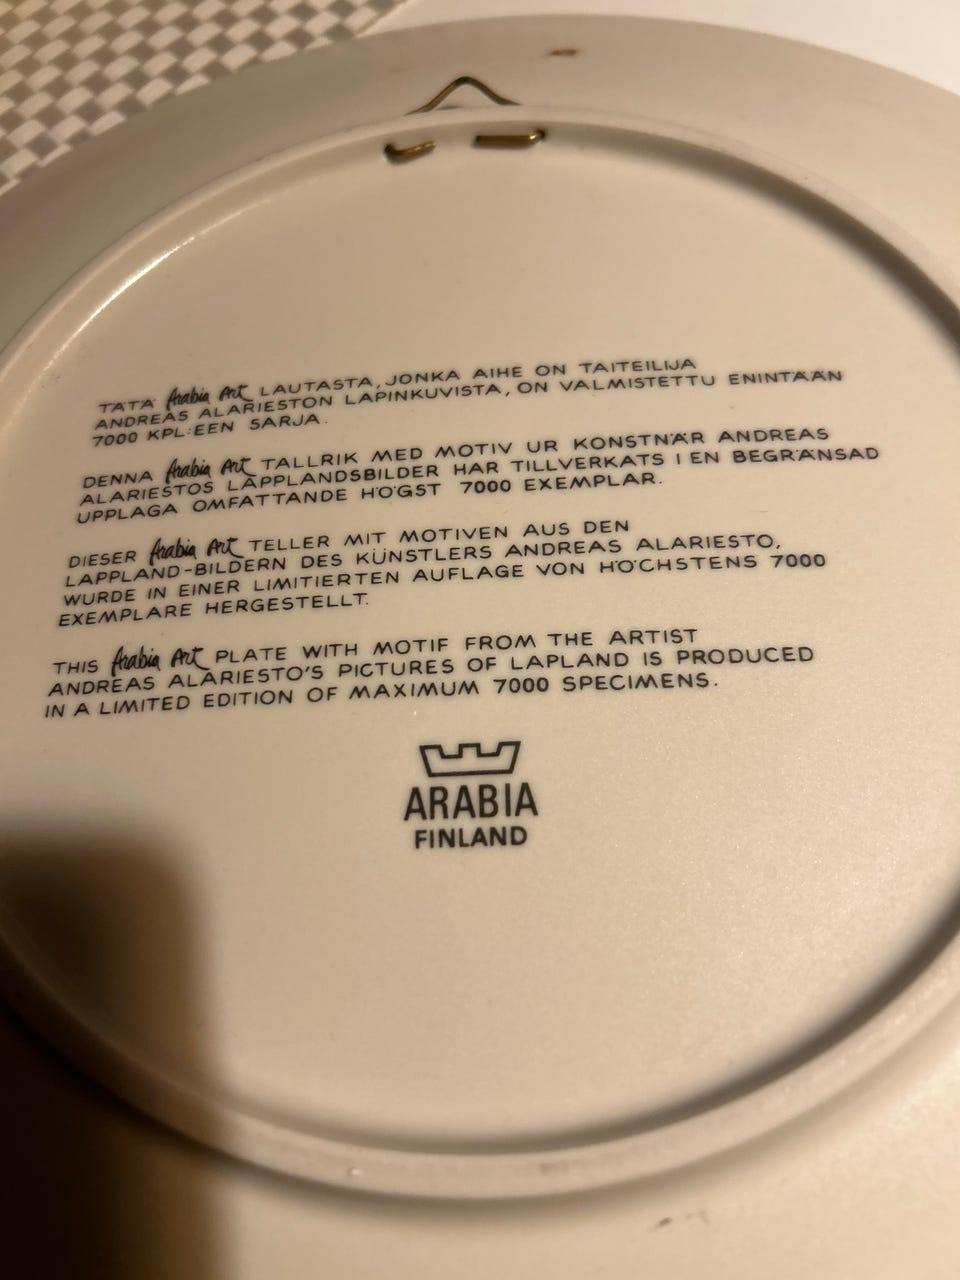 TÄTÄ Arabia Art LAUTASTA, JONKA AIHE ON TAITEILIJA
ANDREAS ALARIESTON LAPINKUVISTA, ON VALMISTETTU ENINTÄÄN
7000 KPL:EEN SARJA.
DENNA Arabia Art TALLRIK MED MOTIV UR KONSTNÄR ANDREAS
ALARIESTOS LAPPLANDSBILDER HAR TILLVERKATS I EN BEGRÄNSAD
UPPLAGA OMFATTANDE HÖGST 7000 EXEMPLAR.
DIESER Arabia Art TELLER MIT MOTIVEN AUS DEN
LAPPLAND-BILDERN DES KÜNSTLERS ANDREAS ALARIESTO,
WURDE IN EINER LIMITIERTEN AUFLAGE VON HÖCHSTENS 7000
EXEMPLARE HERGESTELLT.
THIS Arabia Art PLATE WITH MOTIF FROM THE ARTIST
ANDREAS ALARIESTO'S PICTURES OF LAPLAND IS PRODUCED
IN A LIMITED EDITION OF MAXIMUM 7000 SPECIMENS.
ARABIA
FINLAND